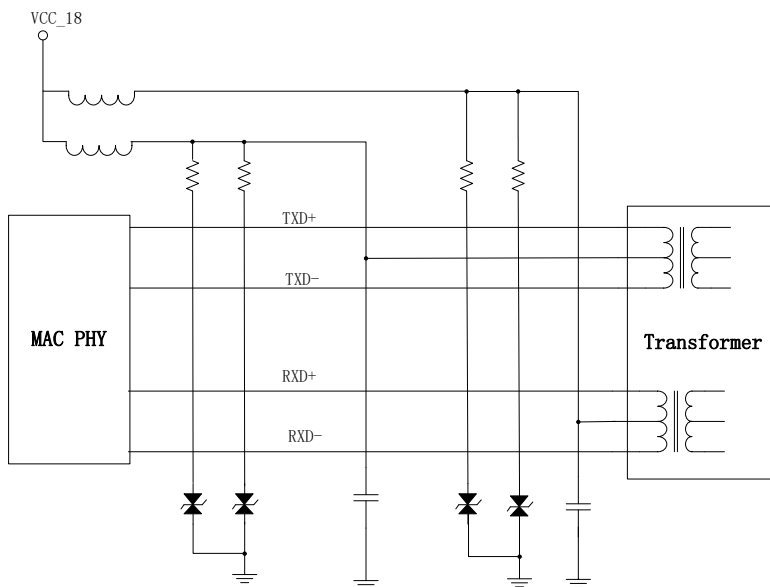 VCC_18
TXD+
TXD-
MAC PHY
Transformer
RXD+
RXD-